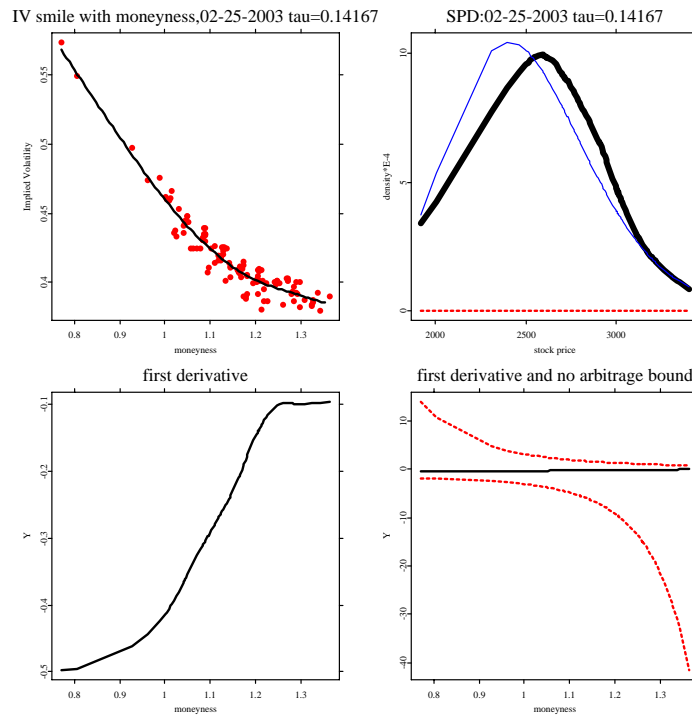 IV smile with moneyness,02-25-2003 tau=0.14167
Implied Volatility
0.55
0.5
0.45
0.4
0.8 0.9 1 1.1 1.2 1.3
moneyness
SPD:02-25-2003 tau=0.14167
density*E-4
10
5
0
2000 2500 3000
stock price
first derivative
Y
-0.1
-0.2
-0.3
-0.4
-0.5
0.8 0.9 1 1.1 1.2 1.3
moneyness
first derivative and no arbitrage bound
Y
10
0
-10
-20
-30
-40
0.8 0.9 1 1.1 1.2 1.3
moneyness